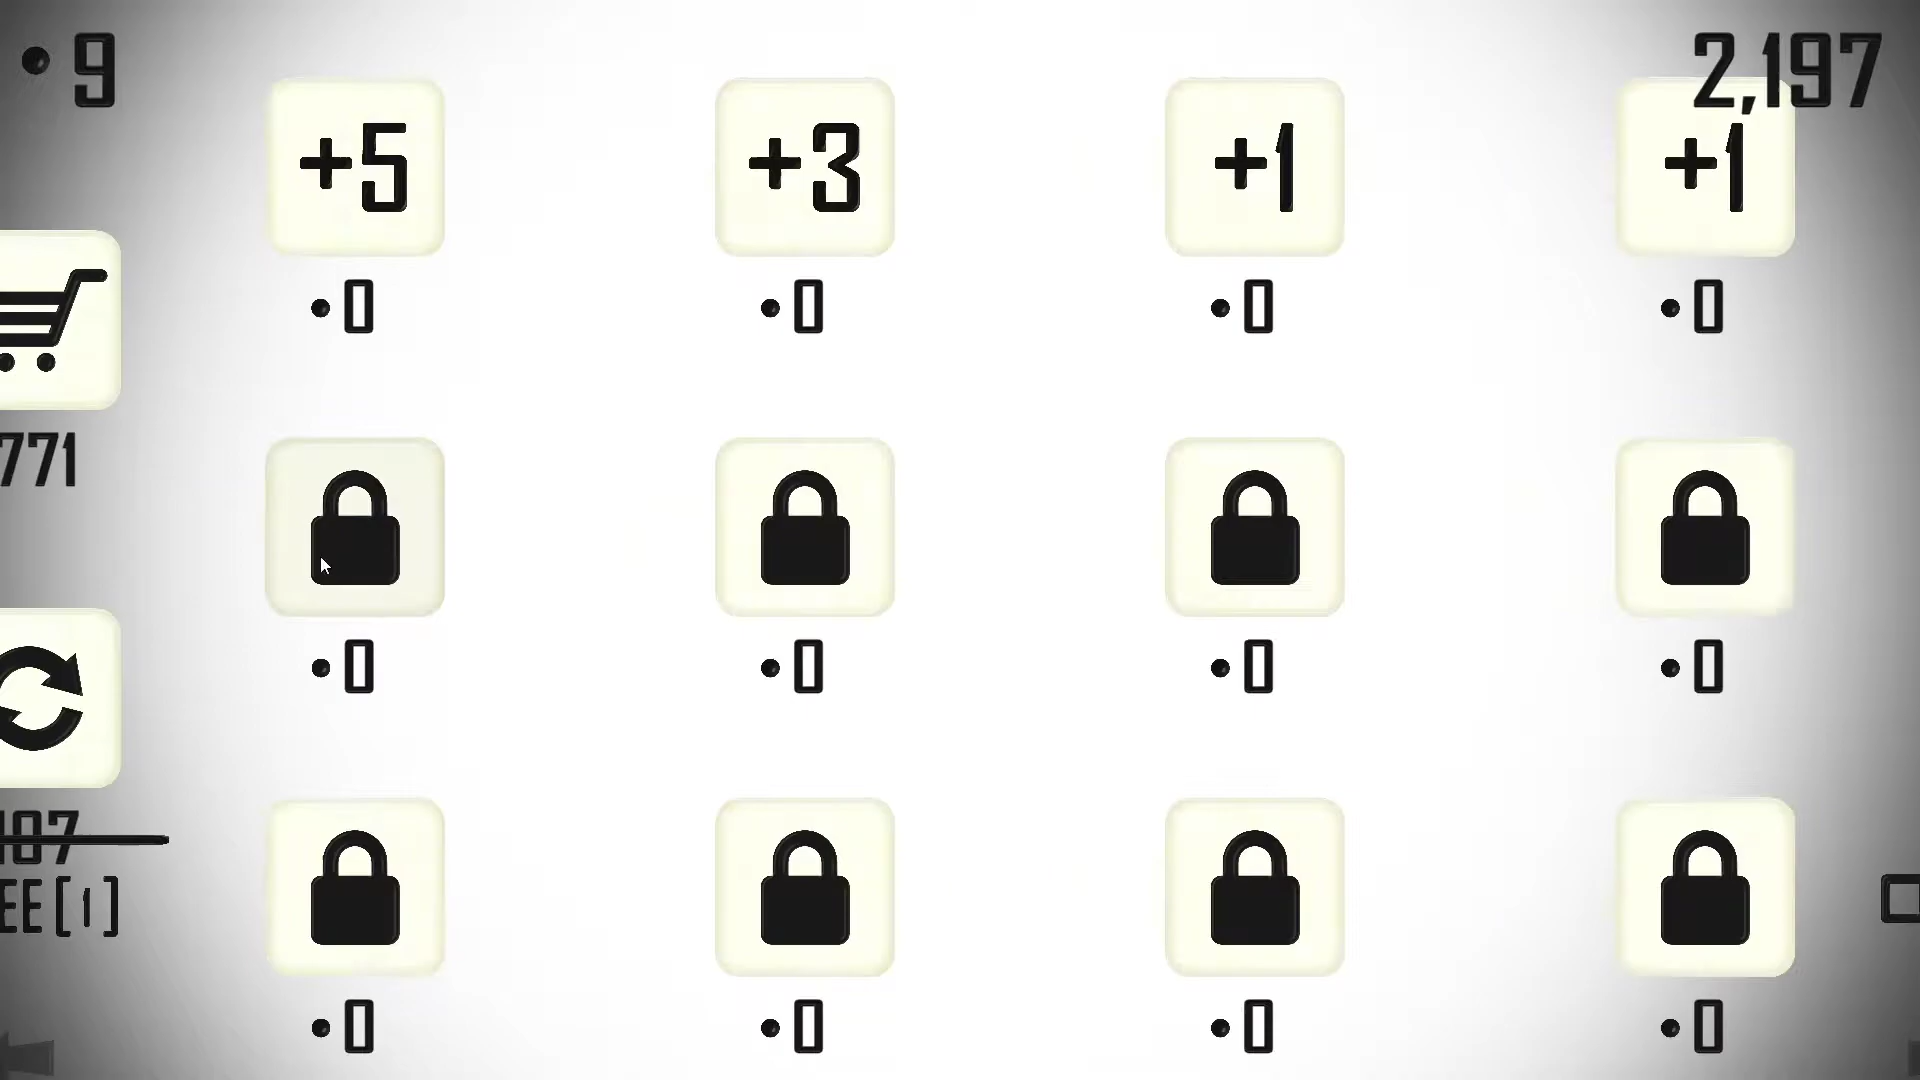 • 9
2,197
+5 +3 +1 +1
• 0 • 0 • 0 • 0
771
• 0 • 0 • 0 • 0
107
EE[1]
• 0 • 0 • 0 • 0